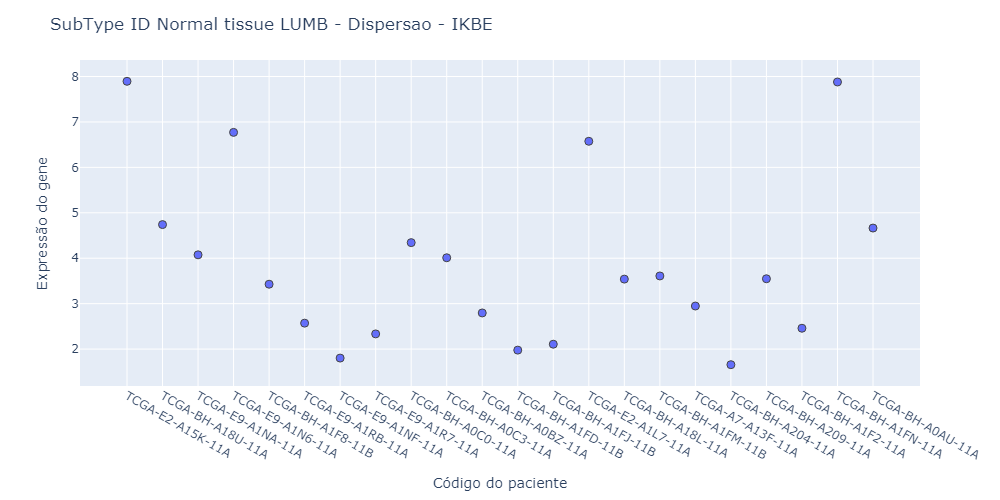 SubType ID Normal tissue LUMB - Dispersao - IKBE
Expressão do gene
8
7
6
5
4
3
2
TCGA-E2-A15K-11A
TCGA-BH-A18U-11A
TCGA-E9-A1NA-11A
TCGA-E9-A1N6-11A
TCGA-BH-A1F8-11B
TCGA-E9-A1RB-11A
TCGA-E9-A1NF-11A
TCGA-E9-A1R7-11A
TCGA-BH-A0C0-11A
TCGA-BH-A0C3-11A
TCGA-BH-A0BZ-11A
TCGA-BH-A1FD-11B
TCGA-BH-A1FJ-11B
TCGA-E2-A1L7-11A
TCGA-BH-A18L-11A
TCGA-BH-A1FM-11B
TCGA-A7-A13F-11A
TCGA-BH-A204-11A
TCGA-BH-A209-11A
TCGA-BH-A1F2-11A
TCGA-BH-A1FN-11A
TCGA-BH-A0AU-11A
Código do paciente